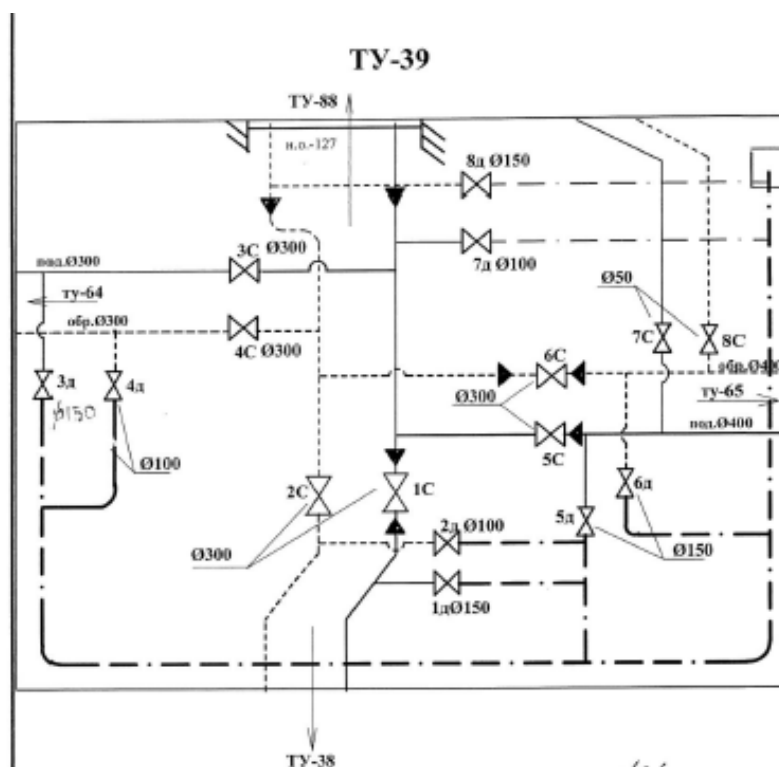 ТУ-39
ТУ-88
н.о.-127
8д Ø150
3С
Ø300
7д Ø100
под.Ø300
ту-64
обр.Ø300
4С Ø300
Ø50
7С
8С
6С
обр.Ø400
3д
4д
ø150
Ø300
ту-65
под.Ø400
Ø100
5С
2С
1С
6д
5д
2д Ø100
Ø300
Ø150
1дØ150
ТУ-38